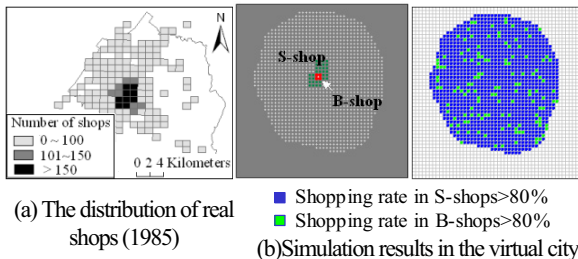 N
Number of shops
0~100
101~150
> 150
0 2 4 Kilometers
S-shop
B-shop
Shopping rate in S-shops>80%
Shopping rate in B-shops>80%
(a) The distribution of real
shops (1985)
(b)Simulation results in the virtual city